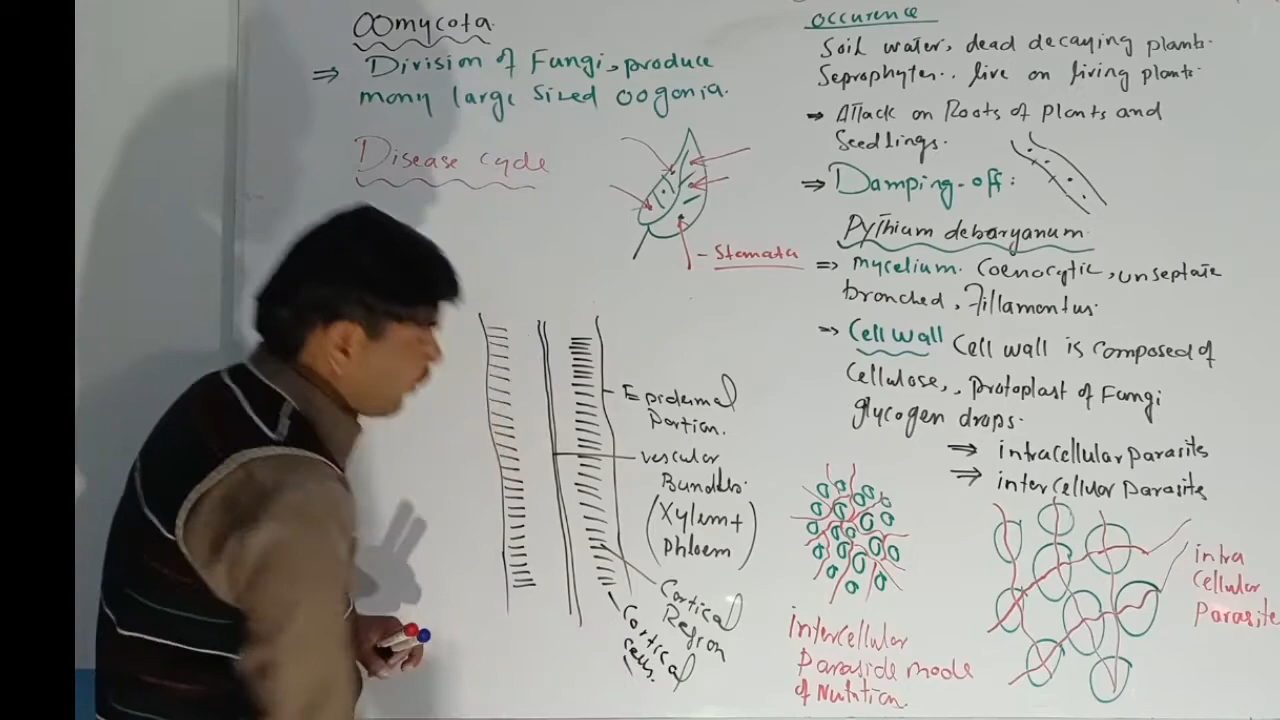 Oomycota
⇒ Division of Fungi, produce
many large sized oogonia.
Disease cycle
- Stomata
Epidermal
Portion.
vescular
Bundles.
(Xylem +
Phloem)
Cortical
Region
Cortical
cells.
occurence
Soil water, dead decaying plants.
Seprophytes.. live on living plants.
→ Attack on Roots of Plants and
Seedlings.
⇒ Damping-off:
Pythium debaryanum
⇒ Mycelium. Coenocytic, unseptate
branched, Fillamentus.
⇒ Cell wall Cell wall is composed of
Cellulose,, protoplast of Fungi
glycogen drops.
⇒ intracellular parasite
⇒ intercellular parasite
intercellular
Paraside mode
of Nutrition.
intra
Cellular
Parasite